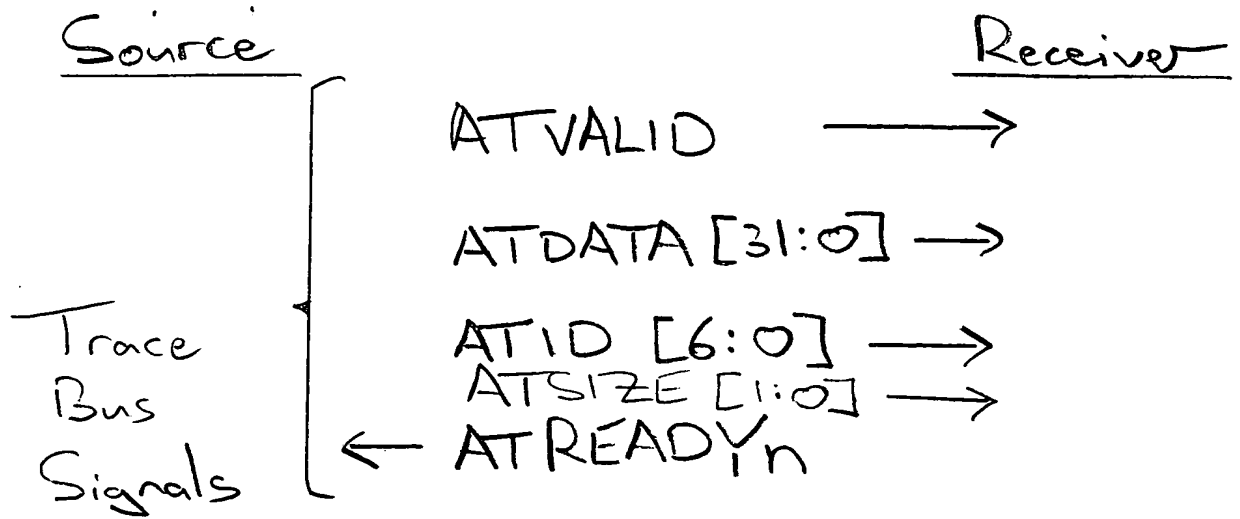 Source Receiver
ATVALID
ATDATA [31:0]
ATID [6:0]
ATSIZE [1:0]
ATREADYn
Trace
Bus
Signals